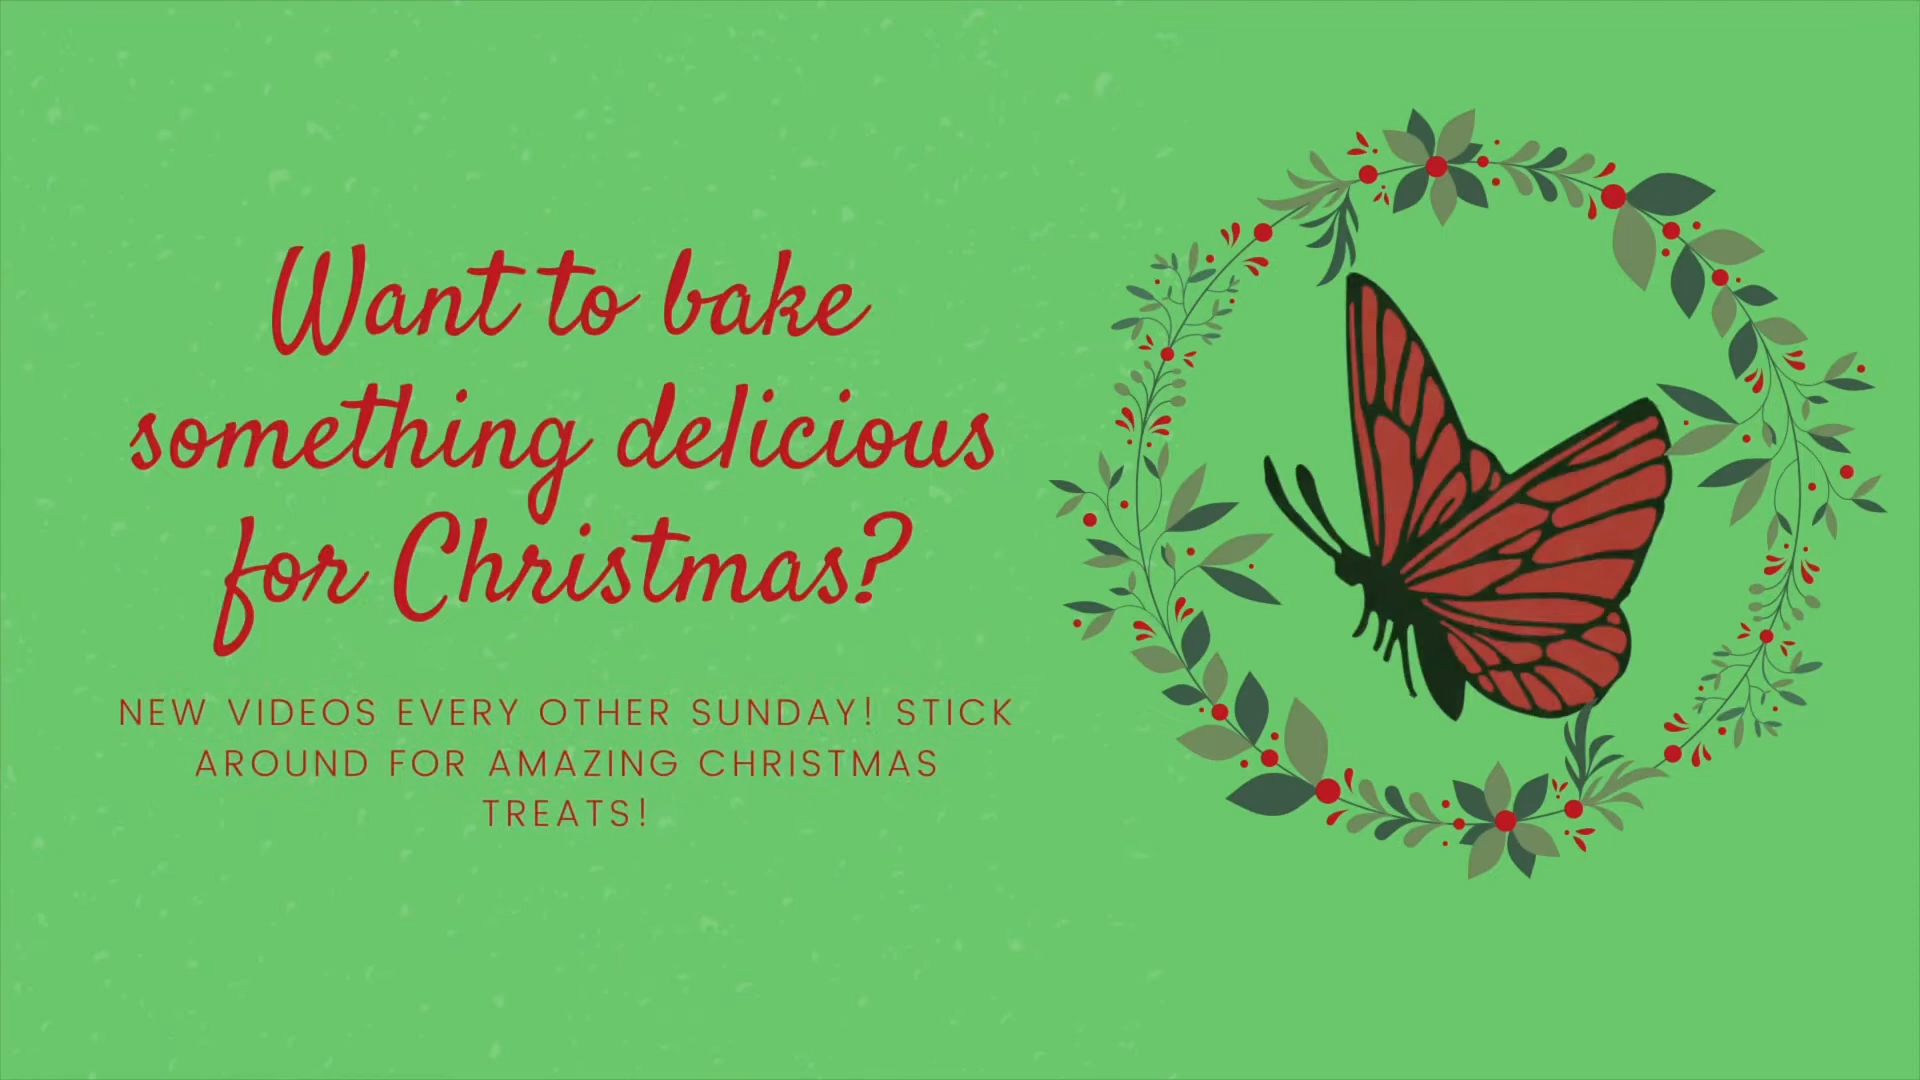 Want to bake
something delicious
for Christmas?
NEW VIDEOS EVERY OTHER SUNDAY! STICK
AROUND FOR AMAZING CHRISTMAS
TREATS!